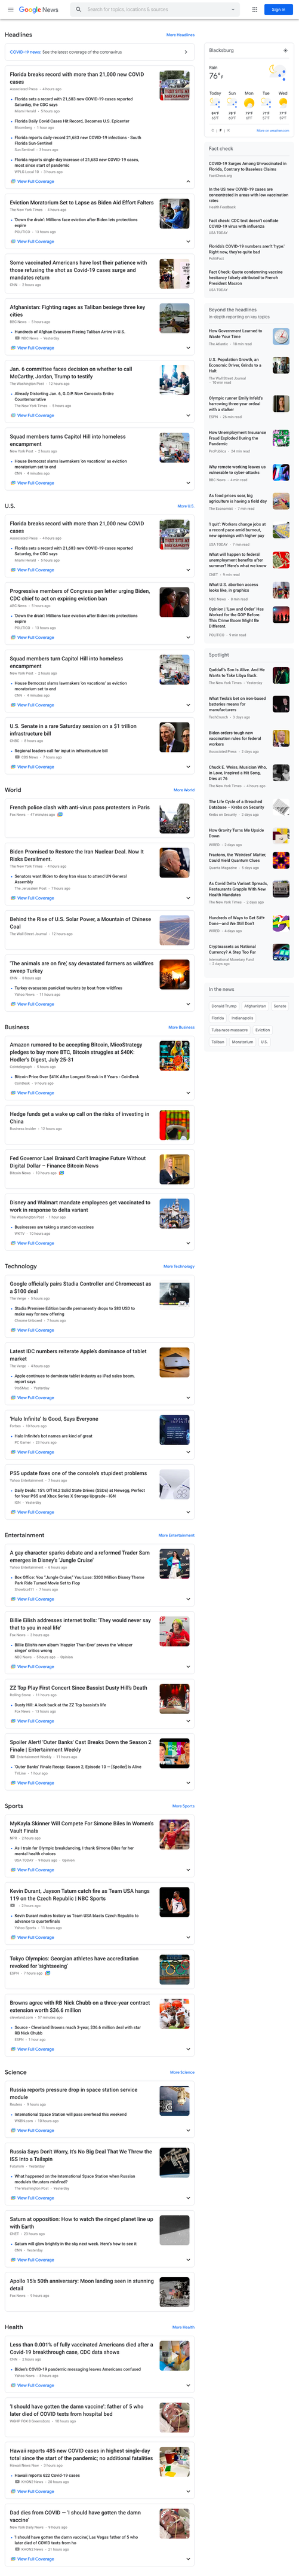 Google News
Search for topics, locations & sources
Sign in
Headlines
More Headlines
COVID-19 news: See the latest coverage of the coronavirus
Florida breaks record with more than 21,000 new COVID
cases
Associated Press · 4 hours ago
Florida sets a record with 21,683 new COVID-19 cases reported
Saturday, the CDC says
Miami Herald · 5 hours ago
Florida Daily Covid Cases Hit Record, Becomes U.S. Epicenter
Bloomberg · 1 hour ago
Florida reports record-daily 21,683 new COVID-19 infections - South
Florida Sun-Sentinel
Sun Sentinel · 3 hours ago
Florida reports single-day increase of 21,683 new COVID-19 cases,
most since start of pandemic
View Full Coverage
Eviction Moratorium Set to Lapse as Biden Aid Effort Falters
The New York Times · 4 hours ago
'Down the drain': Millions face eviction after Biden lets protections
expire
POLITICO · 13 hours ago
View Full Coverage
Some vaccinated Americans have lost their patience with
those refusing the shot as Covid-19 cases surge and
mandates return
CNN · 2 hours ago
Afghanistan: Fighting rages as Taliban besiege three key
cities
BBC News · 3 hours ago
Hundreds of Afghan Evacuees Fleeing Taliban Arrive in U.S.
NBC News · Yesterday
View Full Coverage
Jan. 6 committee faces decision on whether to call
McCarthy, Jordan, Trump to testify
The Washington Post · 12 hours ago
Already Distorting Jan. 6, G.O.P. Now Concocts Entire
Counternarrative
The New York Times · 5 hours ago
View Full Coverage
Squad members turns Capitol Hill into homeless
encampment
New York Post · 2 hours ago
House Democrat slams lawmakers 'on vacations' as eviction
moratorium set to end
CNN · 4 minutes ago
View Full Coverage
U.S.
More U.S.
Florida breaks record with more than 21,000 new COVID
cases
Associated Press · 4 hours ago
Florida sets a record with 21,683 new COVID-19 cases reported
Saturday, the CDC says
Miami Herald · 5 hours ago
View Full Coverage
Progressive members of Congress pen letter urging Biden,
CDC chief to act on expiring eviction ban
ABC News · 5 hours ago
'Down the drain': Millions face eviction after Biden lets protections
expire
POLITICO · 13 hours ago
View Full Coverage
Squad members turn Capitol Hill into homeless
encampment
New York Post · 2 hours ago
House Democrat slams lawmakers 'on vacations' as eviction
moratorium set to end
CNN · 4 minutes ago
View Full Coverage
U.S. Senate in a rare Saturday session on a $1 trillion
infrastructure bill
CNBC · 4 hours ago
Regional leaders call for input in infrastructure bill
CBS News · 7 hours ago
View Full Coverage
World
More World
French police clash with anti-virus pass protesters in Paris
Fox News · 47 minutes ago
Biden Promised to Restore the Iran Nuclear Deal. Now It
Risks Derailment.
The New York Times · 4 hours ago
Senators want Biden to deny Iran visas to attend UN General
Assembly
The Jerusalem Post · 7 hours ago
View Full Coverage
Behind the Rise of U.S. Solar Power, a Mountain of Chinese
Coal
The Wall Street Journal · 12 hours ago
'The animals are on fire,' say devastated farmers as wildfires
sweep Turkey
CNN · 4 hours ago
Turkey evacuates panicked tourists by boat from wildfires
Yahoo News · 11 hours ago
View Full Coverage
Business
More Business
Amazon rumored to be accepting Bitcoin, MicoStrategy
pledges to buy more BTC, Bitcoin struggles at $40K:
Hodler's Digest, July 25-31
Cointelegraph
Bitcoin Price Over $41K After Longest Streak in 8 Years - CoinDesk
CoinDesk · 9 hours ago
View Full Coverage
Hedge funds get a wake up call on the risks of investing in
China
Business Insider · 12 hours ago
Fed Governor Lael Brainard Can't Imagine Future Without
Digital Dollar – Finance Bitcoin News
Bitcoin News
Disney and Walmart mandate employees get vaccinated to
work in response to delta variant
The Washington Post · 1 hour ago
Businesses are taking a stand on vaccines
WKTV · 13 hours ago
View Full Coverage
Technology
More Technology
Google officially pairs Stadia Controller and Chromecast as
a $100 deal
The Verge · 5 hours ago
Stadia Premiere Edition bundle permanently drops to $80 USD to
make way for new offering
View Full Coverage
Latest IDC numbers reiterate Apple's dominance of tablet
market
The Verge · 4 hours ago
Apple continues to dominate tablet industry as iPad sales boom,
report says
9to5Mac · Yesterday
View Full Coverage
'Halo Infinite' Is Good, Says Everyone
Forbes · 10 hours ago
Halo Infinite's bot names are kind of great
PC Gamer · 23 hours ago
View Full Coverage
PS5 update fixes one of the console's stupidest problems
Yahoo Entertainment · 7 hours ago
Daily Deals: 15% Off M.2 Solid State Drives (SSDs) at Newegg, Perfect
for Your PS5 and Xbox Series X Storage Upgrade - IGN
IGN · Yesterday
View Full Coverage
Entertainment
More Entertainment
A gay character sparks debate and a reformed Trader Sam
emerges in Disney's 'Jungle Cruise'
Yahoo Entertainment · 6 hours ago
Box Office: You "Jungle Cruise," You Lose: $200 Million Disney Theme
Park Ride Turned Movie Set to Flop
Showbiz411 · 7 hours ago
View Full Coverage
Billie Eilish addresses internet trolls: 'They would never say
that to you in real life'
Fox News · 3 hours ago
Billie Eilish's new album 'Happier Than Ever' proves the 'whisper
singer' critics wrong
NBC News · 3 hours ago · Opinion
View Full Coverage
ZZ Top Play First Concert Since Bassist Dusty Hill's Death
Rolling Stone · 11 hours ago
Dusty Hill: A look back at the ZZ Top bassist's life
Fox News · 13 hours ago
View Full Coverage
Spoiler Alert! 'Outer Banks' Cast Breaks Down the Season 2
Finale | Entertainment Weekly
Entertainment Weekly · 11 hours ago
'Outer Banks' Finale Recap: Season 2, Episode 10 — [Spoiler] Is Alive
TVLine · 1 hour ago
View Full Coverage
Sports
More Sports
MyKayla Skinner Will Compete For Simone Biles In Women's
Vault Finals
NPR · 2 hours ago
As I train for Olympic breakdancing, I thank Simone Biles for her
mental health choices
USA TODAY · 9 hours ago · Opinion
View Full Coverage
Kevin Durant, Jayson Tatum catch fire as Team USA hangs
119 on the Czech Republic | NBC Sports
Kevin Durant makes history as Team USA blasts Czech Republic to
advance to quarterfinals
Yahoo Sports · 11 hours ago
View Full Coverage
Tokyo Olympics: Georgian athletes have accreditation
revoked for 'sightseeing'
ESPN · 7 hours ago
Browns agree with RB Nick Chubb on a three-year contract
extension worth $36.6 million
cleveland.com · 51 minutes ago
Source - Cleveland Browns reach 3-year, $36.6 million deal with star
RB Nick Chubb
ESPN · 1 hour ago
View Full Coverage
Science
More Science
Russia reports pressure drop in space station service
module
Reuters · 8 hours ago
International Space Station will pass overhead this weekend
View Full Coverage
Russia Says Don't Worry, It's No Big Deal That We Threw the
ISS Into a Tailspin
Futurism · Yesterday
What happened on the International Space Station when Russian
module's thrusters misfired?
The Washington Post · Yesterday
View Full Coverage
Saturn at opposition: How to watch the ringed planet line up
with Earth
CNET · 23 hours ago
Saturn will glow brightly in the sky next week. Here's how to see it
CNN · Yesterday
View Full Coverage
Apollo 15's 50th anniversary: Moon landing seen in stunning
detail
Fox News · 5 hours ago
Health
More Health
Less than 0.001% of fully vaccinated Americans died after a
Covid-19 breakthrough case, CDC data shows
CNN · 2 hours ago
Biden's COVID-19 pandemic messaging leaves Americans confused
Yahoo News · 8 hours ago
View Full Coverage
'I should have gotten the damn vaccine': father of 5 who
later died of COVID texts from hospital bed
Hawaii reports 485 new COVID cases in highest single-day
total since the start of the pandemic; no additional fatalities
Hawaii News Now · 3 hours ago
Hawaii reports 622 Covid-19 cases
KHON2 News · 20 hours ago
View Full Coverage
Dad dies from COVID — 'I should have gotten the damn
vaccine'
New York Daily News · 9 hours ago
'I should have gotten the damn vaccine', Las Vegas father of 5 who
later died of COVID texts from ho
KHON2 News · 21 hours ago
View Full Coverage
Blacksburg
Rain
76°F
Today Sun Mon Tue Wed
C | F | K
More on weather.com
Fact check
COVID-19 Surges Among Unvaccinated in
Florida, Contrary to Baseless Claims
FactCheck.org
In the US new COVID-19 cases are
concentrated in areas with low vaccination
rates
Health Feedback
Fact check: CDC test doesn't conflate
COVID-19 virus with influenza
USA TODAY
Florida's COVID-19 numbers aren't 'hype.'
Right now, they're quite bad
PolitiFact
Fact Check: Quote condemning vaccine
hesitancy falsely attributed to French
President Macron
USA TODAY
Beyond the headlines
In-depth reporting on key topics
How Government Learned to
Waste Your Time
The Atlantic
U.S. Population Growth, an
Economic Driver, Grinds to a
Halt
The Wall Street Journal
Olympic runner Emily Infeld's
harrowing three-year ordeal
with a stalker
ESPN
How Unemployment Insurance
Fraud Exploded During the
Pandemic
ProPublica · 24 min read
Why remote working leaves us
vulnerable to cyber-attacks
BBC News · 4 min read
As food prices soar, big
agriculture is having a field day
The Economist · 7 min read
'I quit': Workers change jobs at
a record pace amid burnout,
new openings with higher pay
USA TODAY · 7 min read
What will happen to federal
unemployment benefits after
summer? Here's what we know
CNET · 9 min read
What all U.S. abortion access
looks like, in graphics
NBC News · 6 min read
Opinion | 'Law and Order' Has
Worked for the GOP Before.
This Crime Boom Might Be
Different.
POLITICO · 9 min read
Spotlight
Qaddafi's Son Is Alive. And He
Wants to Take Libya Back.
The New York Times · Yesterday
What Tesla's bet on iron-based
batteries means for
manufacturers
TechCrunch · 3 days ago
Biden orders tough new
vaccination rules for federal
workers
Associated Press · 2 days ago
Chuck E. Weiss, Musician Who,
in Love, Inspired a Hit Song,
Dies at 76
The New York Times · 4 hours ago
The Life Cycle of a Breached
Database – Krebs on Security
Krebs on Security · 2 days ago
How Gravity Turns Me Upside
Down
WIRED · 2 days ago
Fractons, the 'Weirdest' Matter,
Could Yield Quantum Clues
Quanta Magazine · 5 days ago
As Covid Delta Variant Spreads,
Restaurants Grapple With New
Health Mandates
The New York Times · 2 days ago
Hundreds of Ways to Get S#!+
Done—and We Still Don't
WIRED · 4 days ago
Cryptoassets as National
Currency? A Step Too Far
International Monetary Fund
In the news
Donald Trump
Afghanistan
Senate
Florida
Indianapolis
Tulsa race massacre
Eviction
Taliban
Moratorium
U.S.